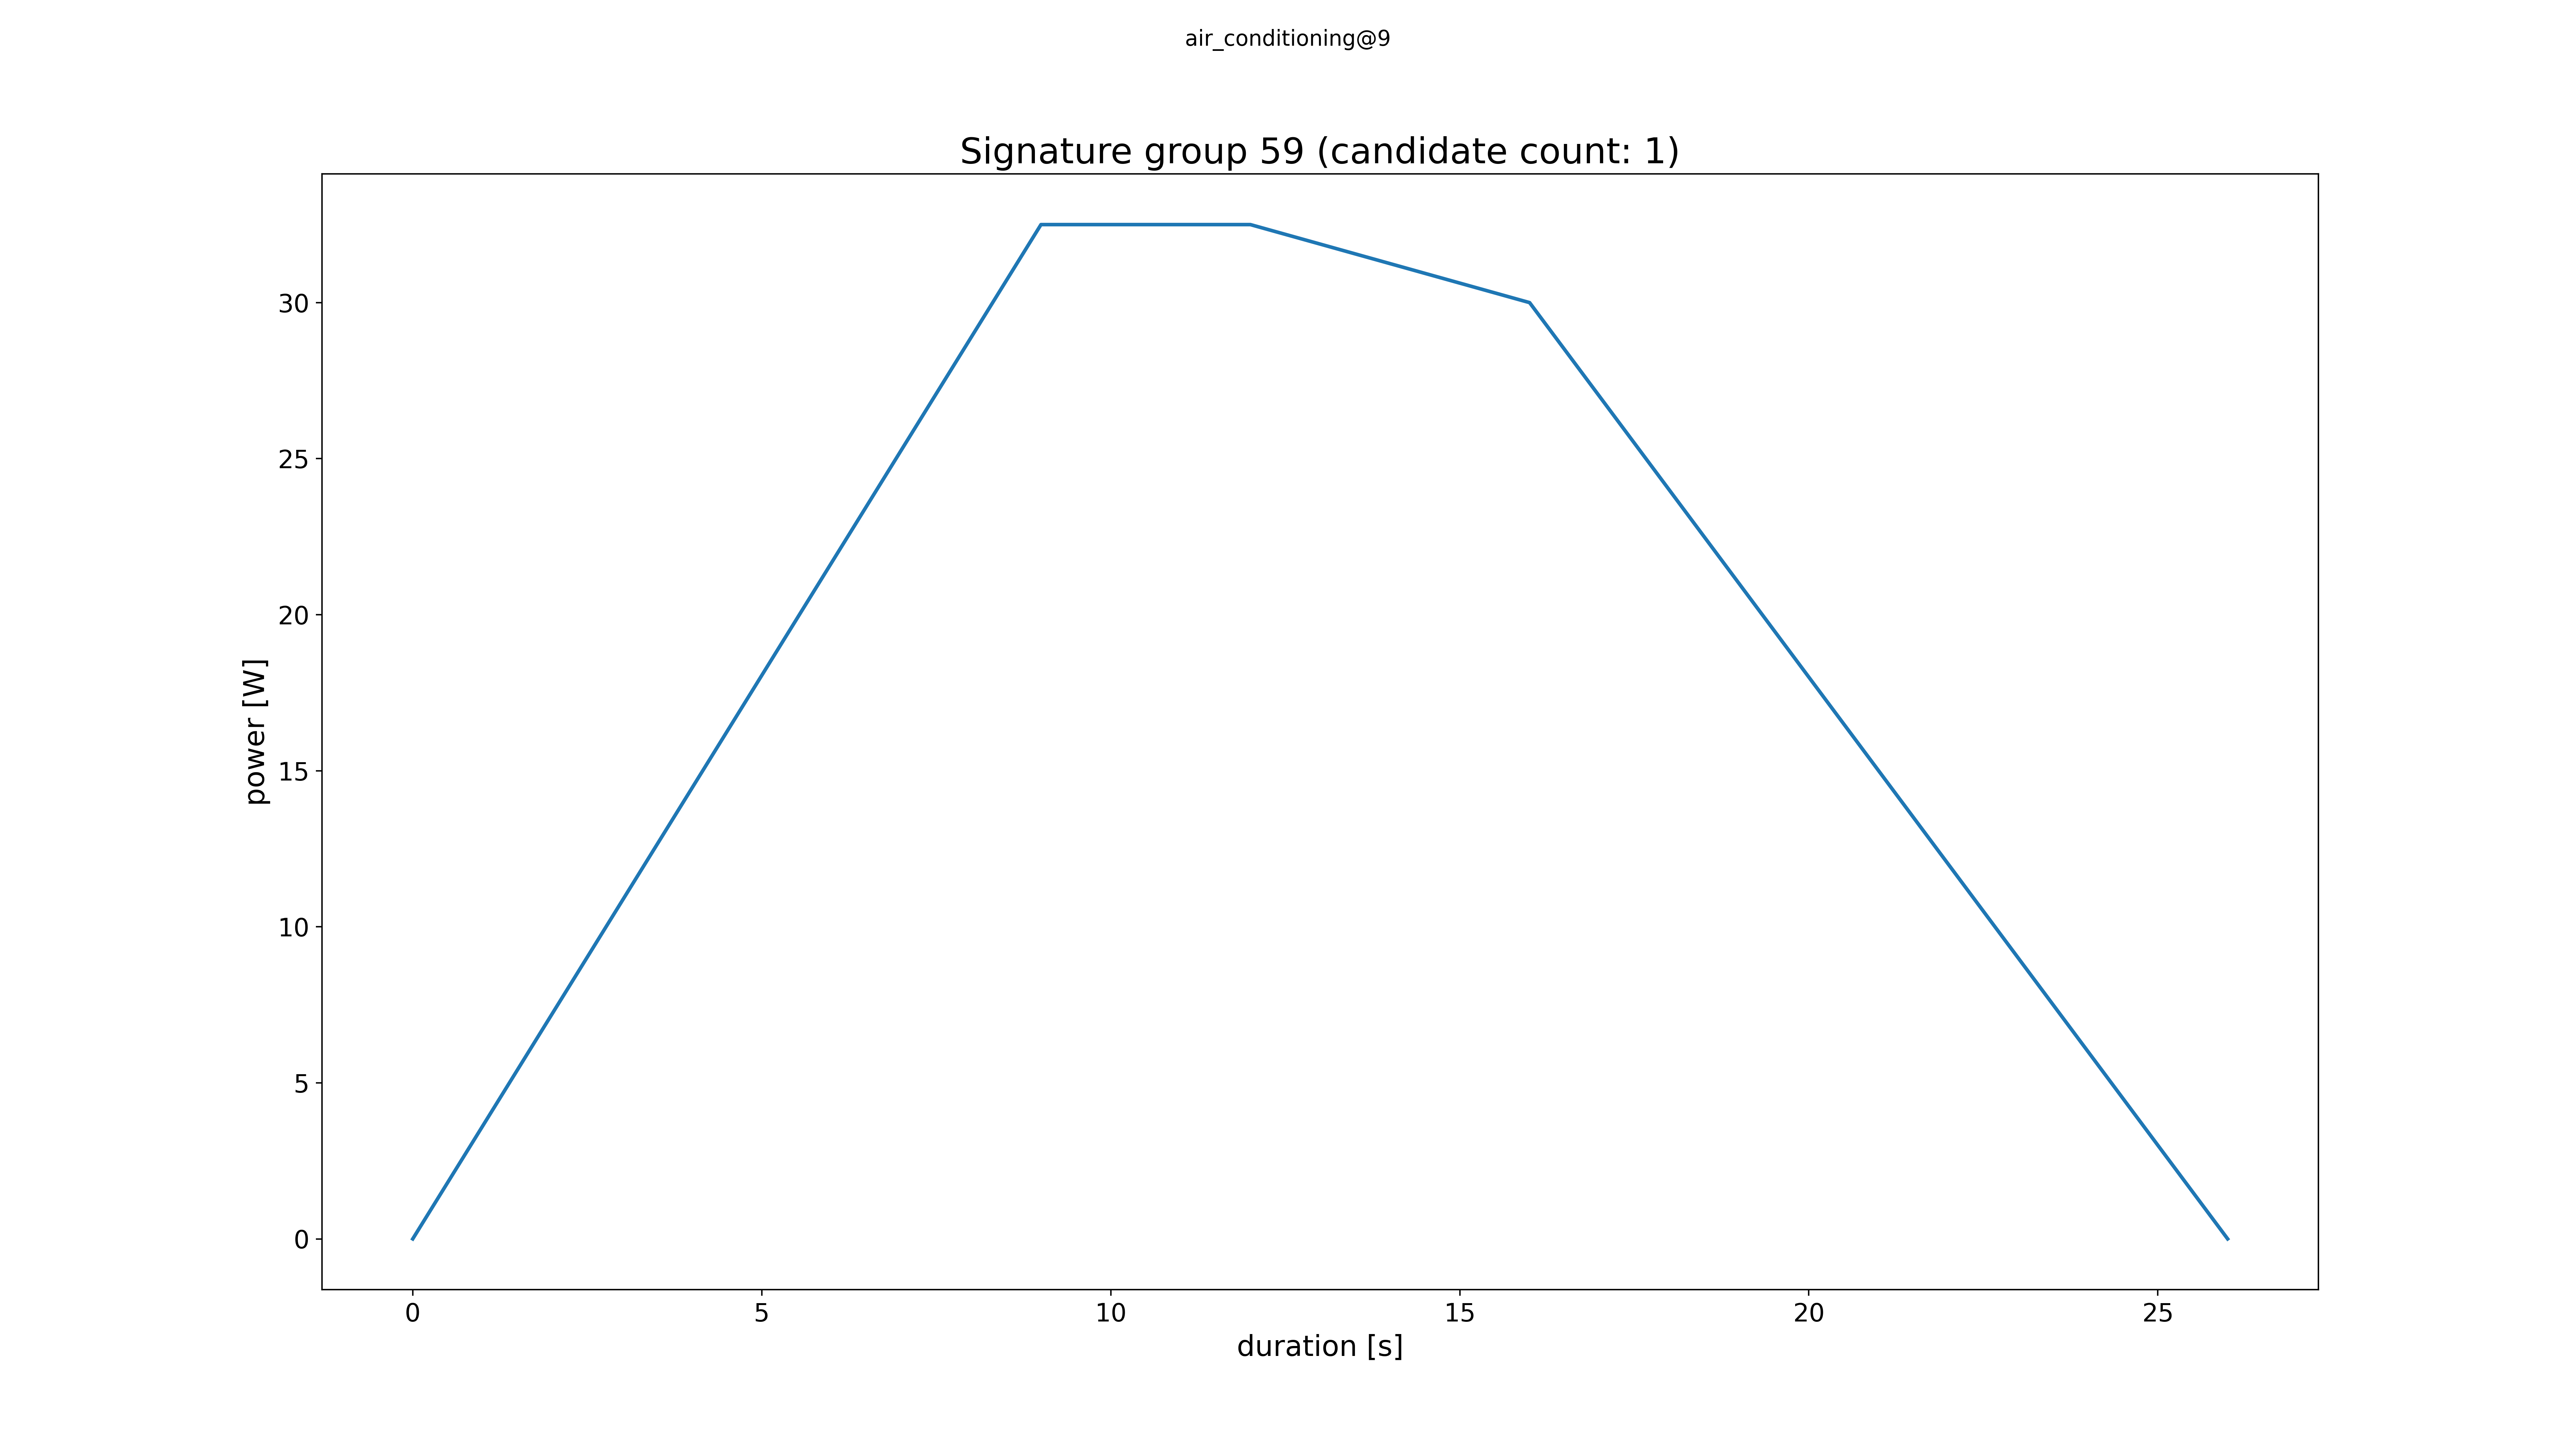 air_conditioning@9
Signature group 59 (candidate count: 1)
30
25
20
15
10
5
0
power [W]
0 5 10 15 20 25
duration [s]